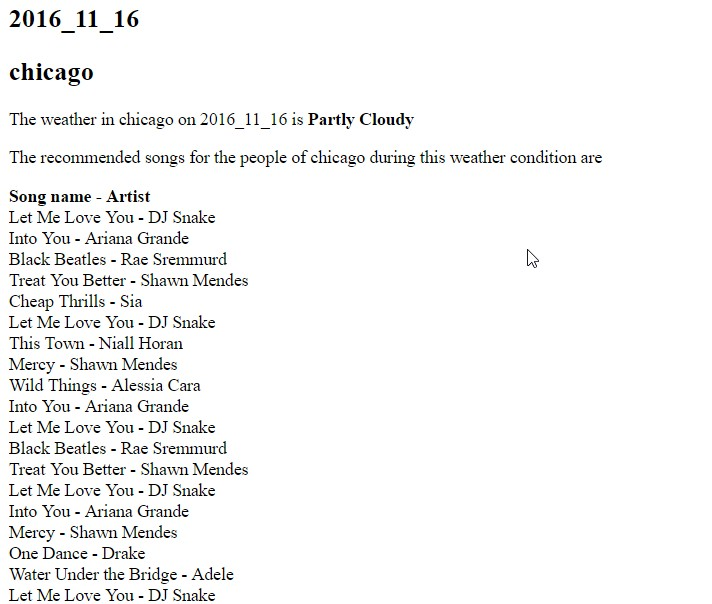 2016_11_16
chicago
The weather in chicago on 2016_11_16 is Partly Cloudy
The recommended songs for the people of chicago during this weather condition are
Song name - Artist
Let Me Love You - DJ Snake
Into You - Ariana Grande
Black Beatles - Rae Sremmurd
Treat You Better - Shawn Mendes
Cheap Thrills - Sia
Let Me Love You - DJ Snake
This Town - Niall Horan
Mercy - Shawn Mendes
Wild Things - Alessia Cara
Into You - Ariana Grande
Let Me Love You - DJ Snake
Black Beatles - Rae Sremmurd
Treat You Better - Shawn Mendes
Let Me Love You - DJ Snake
Into You - Ariana Grande
Mercy - Shawn Mendes
One Dance - Drake
Water Under the Bridge - Adele
Let Me Love You - DJ Snake